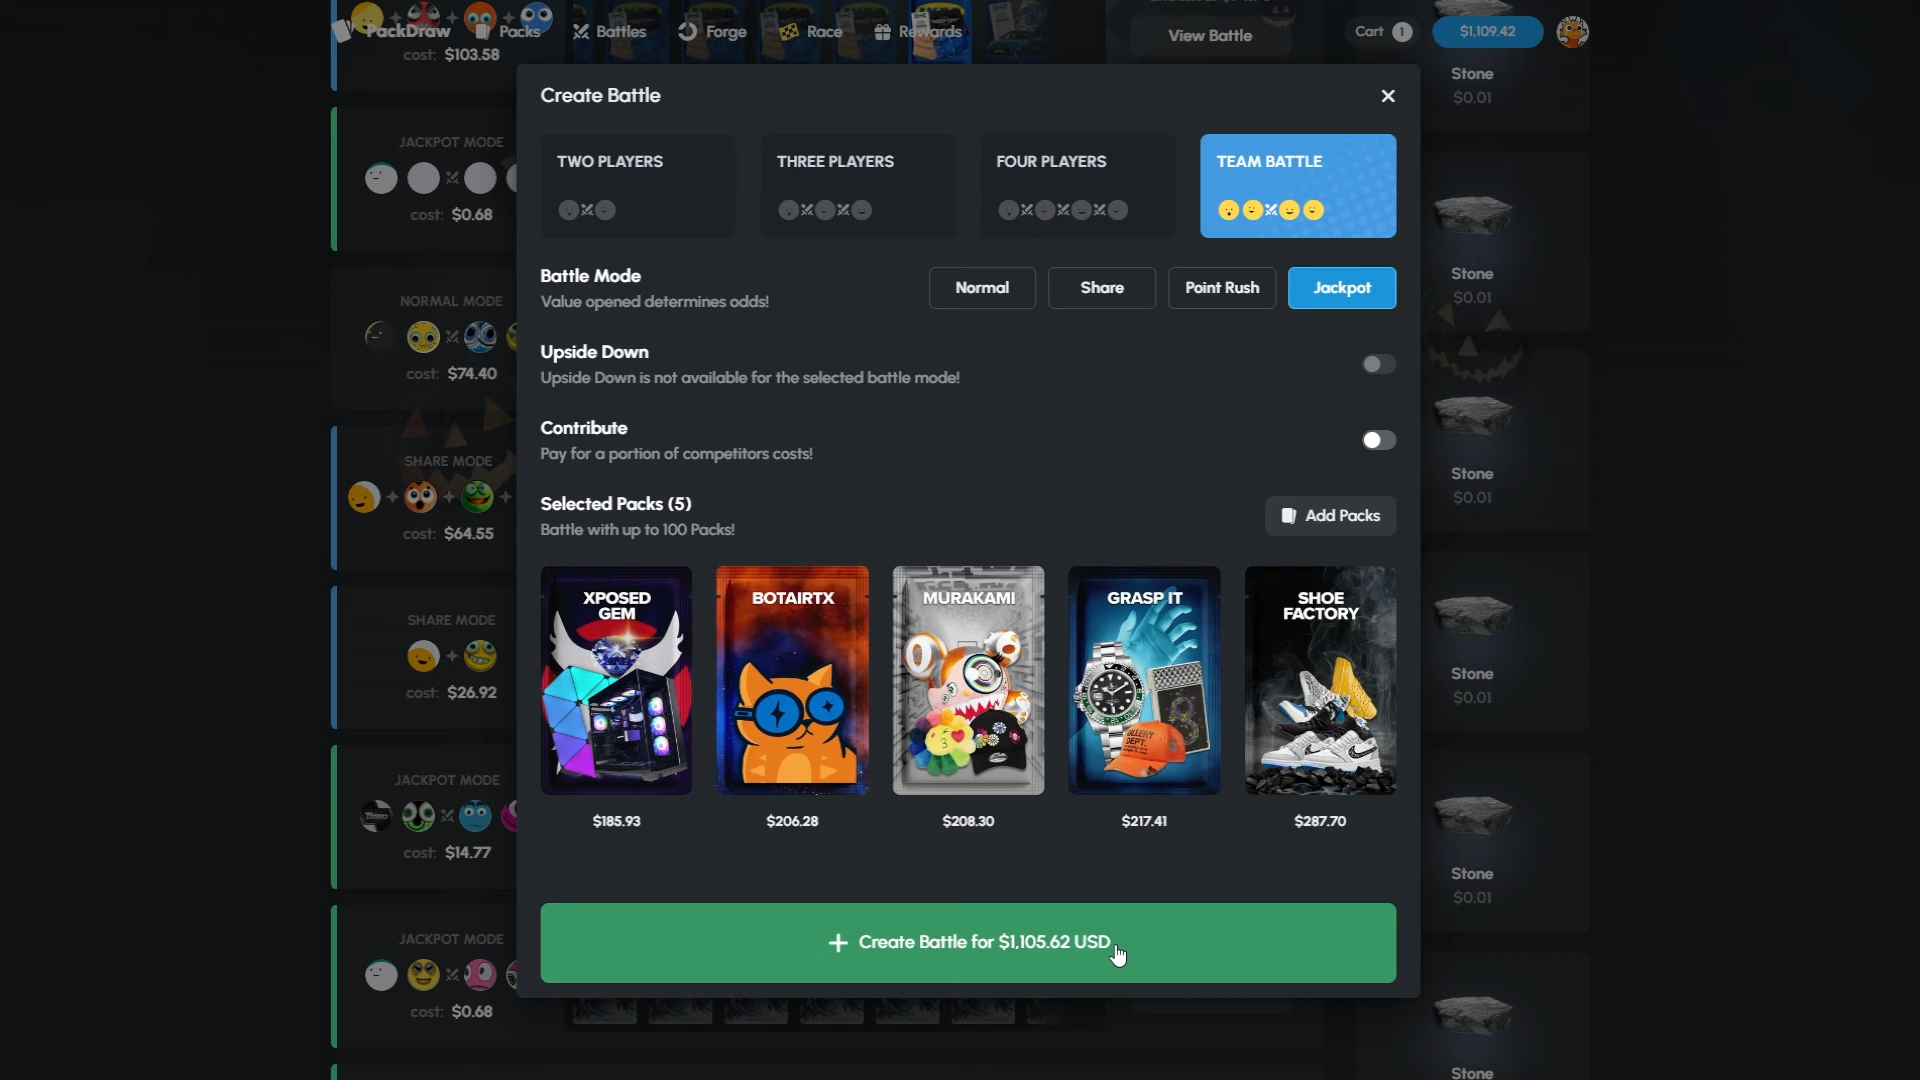 PackDraw
Packs
Battles
Forge
Race
Rewards
View Battle
Cart 1
$1,109.42
cost: $103.58
JACKPOT MODE
cost: $0.68
NORMAL MODE
cost: $74.40
SHARE MODE
cost: $64.55
SHARE MODE
cost: $26.92
JACKPOT MODE
cost: $14.77
JACKPOT MODE
cost: $0.68
Create Battle
TWO PLAYERS
THREE PLAYERS
FOUR PLAYERS
TEAM BATTLE
Battle Mode
Value opened determines odds!
Normal
Share
Point Rush
Jackpot
Upside Down
Upside Down is not available for the selected battle mode!
Contribute
Pay for a portion of competitors costs!
Selected Packs (5)
Battle with up to 100 Packs!
Add Packs
XPOSED
GEM
BOTAIRTX
MURAKAMI
GRASP IT
SHOE
FACTORY
$185.93
$206.28
$208.30
$217.41
$287.70
Create Battle for $1,105.62 USD
Stone
$0.01
Stone
$0.01
Stone
$0.01
Stone
$0.01
Stone
$0.01
Stone